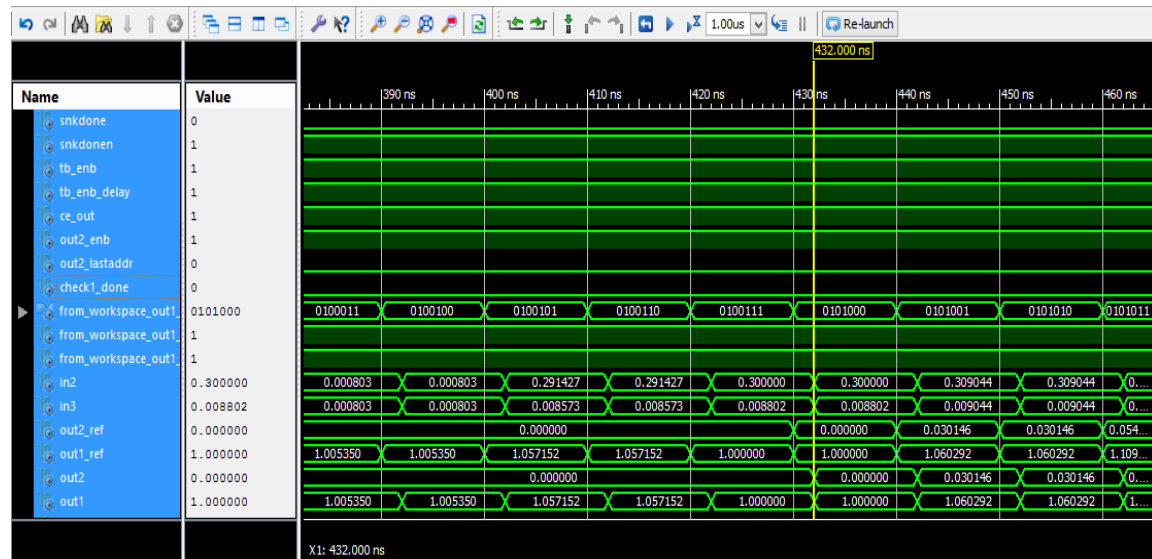 1.00us Re-launch
432.000 ns
Name Value 390 ns 400 ns 410 ns 420 ns 430 ns 440 ns 450 ns 460 ns
snkdone 0
snkdonen 1
tb_enb 1
tb_enb_delay 1
ce_out 1
out2_enb 1
out2_lastaddr 0
check1_done 0
from_workspace_out1_ 0101000 0100011 0100100 0100101 0100110 0100111 0101000 0101001 0101010 0101011
from_workspace_out1_ 1
from_workspace_out1_ 1
in2 0.300000 0.000803 0.000803 0.291427 0.291427 0.300000 0.300000 0.309044 0.309044 0....
in3 0.008802 0.000803 0.000803 0.008573 0.008573 0.008802 0.008802 0.009044 0.009044 0....
out2_ref 0.000000 0.000000 0.000000 0.030146 0.030146 0.054...
out1_ref 1.000000 1.005350 1.005350 1.057152 1.057152 1.000000 1.000000 1.060292 1.060292 1.109...
out2 0.000000 0.000000 0.000000 0.030146 0.030146 0....
out1 1.000000 1.005350 1.005350 1.057152 1.057152 1.000000 1.000000 1.060292 1.060292 1....
X1: 432.000 ns